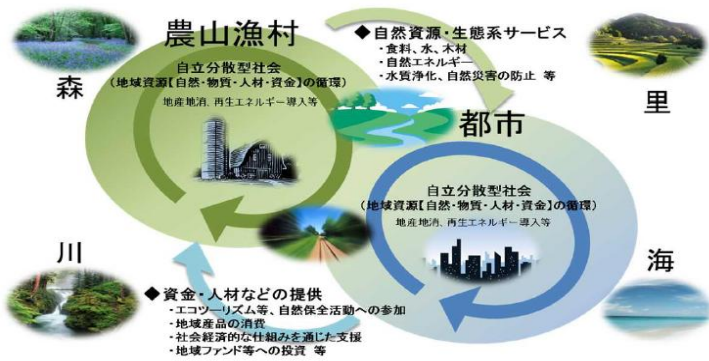 農山漁村
◆自然資源・生態系サービス
・食料、水、木材
・自然エネルギー
・水質浄化、自然災害の防止 等
森
自立分散型社会
(地域資源【自然・物質・人材・資金】の循環)
地産地消、再生エネルギー導入等
里
都市
自立分散型社会
(地域資源【自然・物質・人材・資金】の循環)
地産地消、再生エネルギー導入等
川
海
◆資金・人材などの提供
・エコツーリズム等、自然保全活動への参加
・地域産品の消費
・社会経済的な仕組みを通じた支援
・地域ファンド等への投資 等